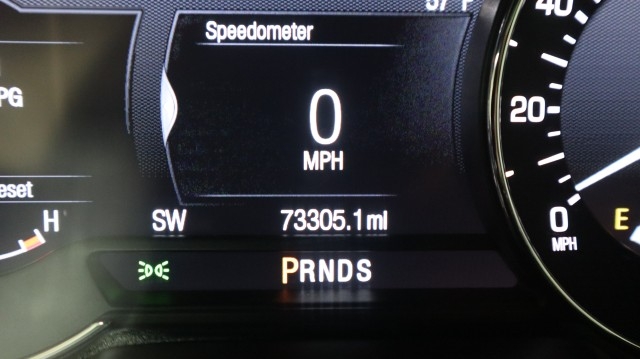 Speedometer
40
PG
0
20
MPH
eset
H
SW
73305.1 mi
0
MPH
E
PRNDS